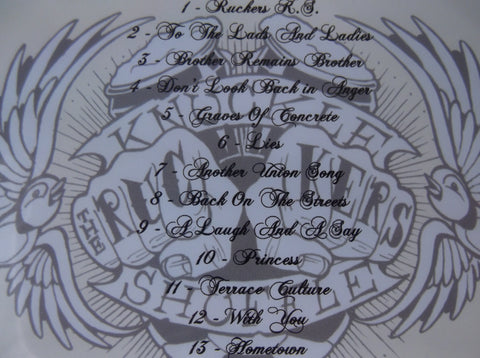 1 - Ruckers R.S.
2 - To The Lads And Ladies
3 - Brother Remains Brother
4 - Don't Look Back in Anger
5 - Graves Of Concrete
6 - Lies
7 - Another Union Song
8 - Back On The Streets
9 - A Laugh And A Say
10 - Princess
11 - Terrace Culture
12 - With You
13 - Hometown
THE